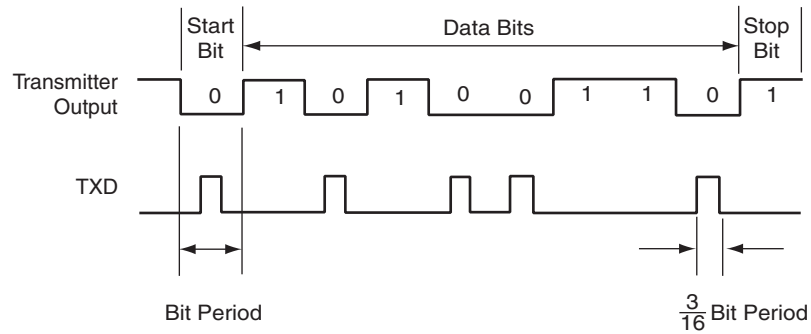 Start Bit
Data Bits
Stop Bit
Transmitter Output
0 1 0 1 0 0 1 1 0 1
TXD
Bit Period
3/16 Bit Period